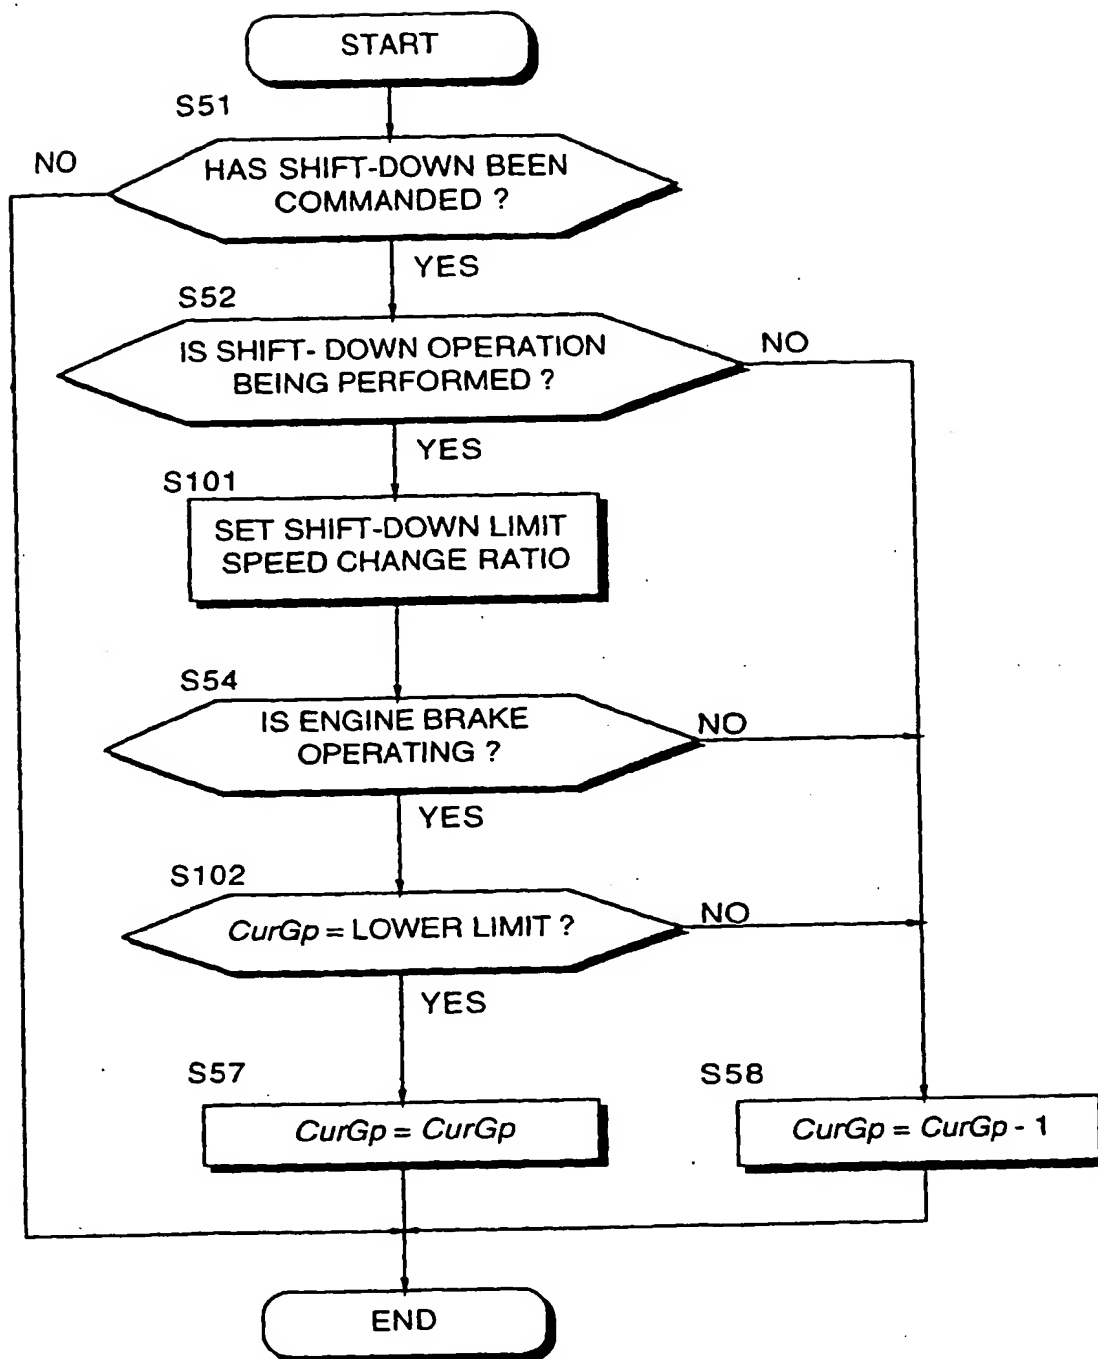 START
S51
NO
HAS SHIFT-DOWN BEEN
COMMANDED ?
YES
S52
IS SHIFT- DOWN OPERATION
BEING PERFORMED ?
NO
YES
S101
SET SHIFT-DOWN LIMIT
SPEED CHANGE RATIO
S54
IS ENGINE BRAKE
OPERATING ?
NO
YES
S102
CurGp = LOWER LIMIT ?
NO
YES
S57
CurGp = CurGp
S58
CurGp = CurGp - 1
END